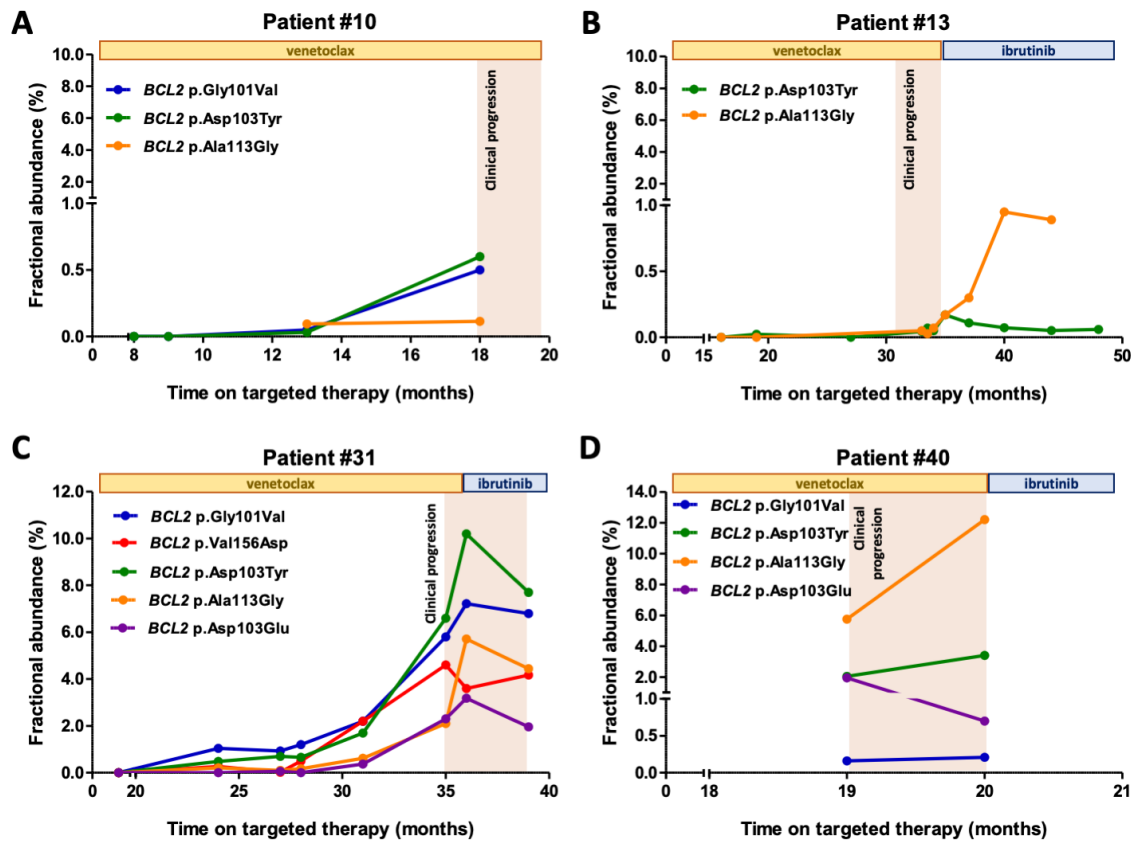 A
Patient #10
venetoclax
10.0
8.0
6.0
4.0
2.0
1.0
0.5
0.0
Fractional abundance (%)
BCL2 p.Gly101Val
BCL2 p.Asp103Tyr
BCL2 p.Ala113Gly
Clinical progression
0 8 10 12 14 16 18 20
Time on targeted therapy (months)
B
Patient #13
venetoclax ibrutinib
10.0
8.0
6.0
4.0
2.0
1.0
0.5
0.0
Fractional abundance (%)
BCL2 p.Asp103Tyr
BCL2 p.Ala113Gly
Clinical progression
0 15 20 30 40 50
Time on targeted therapy (months)
C
Patient #31
venetoclax ibrutinib
12.0
10.0
8.0
6.0
4.0
2.0
0.0
Fractional abundance (%)
BCL2 p.Gly101Val
BCL2 p.Val156Asp
BCL2 p.Asp103Tyr
BCL2 p.Ala113Gly
BCL2 p.Asp103Glu
Clinical progression
0 20 25 30 35 40
Time on targeted therapy (months)
D
Patient #40
venetoclax ibrutinib
14.0
12.0
10.0
8.0
6.0
4.0
2.0
1.0
0.5
0.0
Fractional abundance (%)
BCL2 p.Gly101Val
BCL2 p.Asp103Tyr
BCL2 p.Ala113Gly
BCL2 p.Asp103Glu
Clinical
progression
0 18 19 20 21
Time on targeted therapy (months)